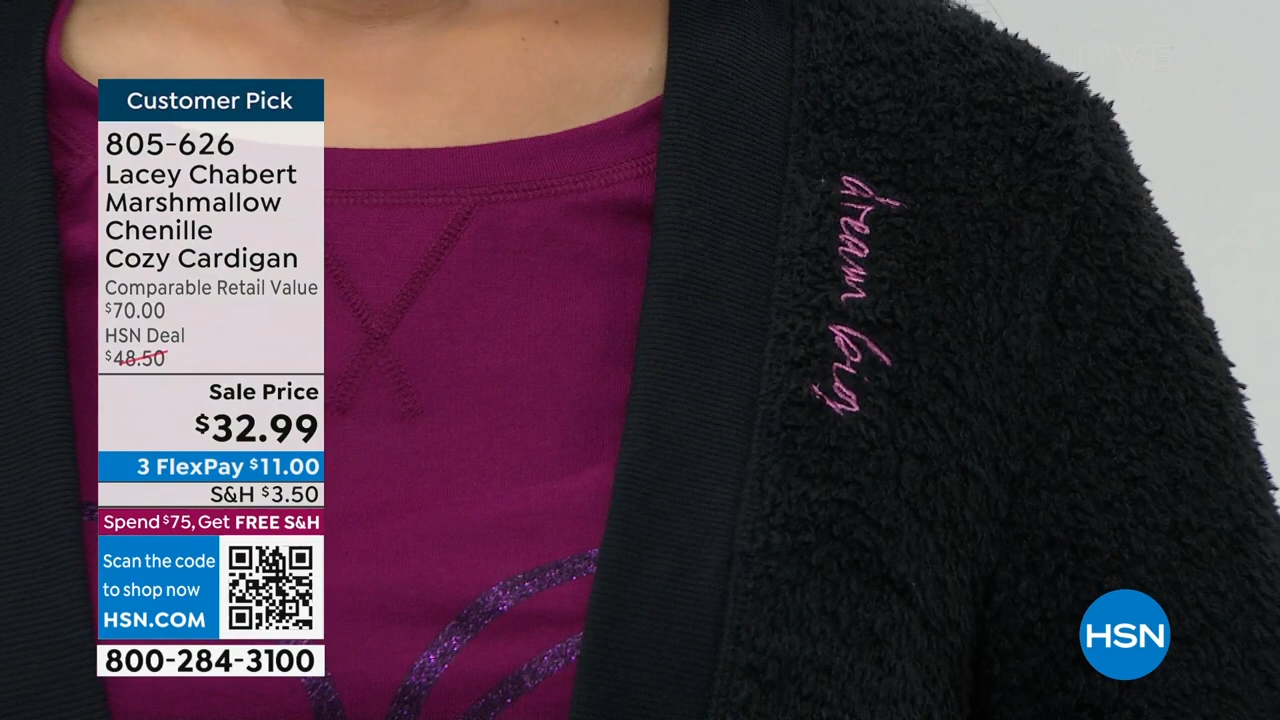 LIVE
Customer Pick
805-626
Lacey Chabert
Marshmallow
Chenille
Cozy Cardigan
Comparable Retail Value
$70.00
HSN Deal
$48.50
Sale Price
$32.99
3 FlexPay $11.00
S&H $3.50
Spend $75, Get FREE S&H
Scan the code
to shop now
HSN.COM
800-284-3100
dream big
HSN